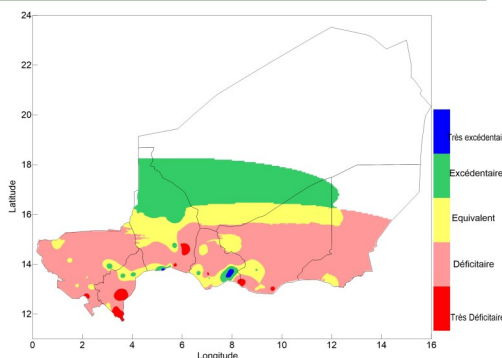 24
22
20
18
16
14
12
Latitude
0
2
4
6
8
10
12
14
16
Longitude
Très excédentai
Excédentaire
Equivalent
Déficitaire
Très Déficitaire